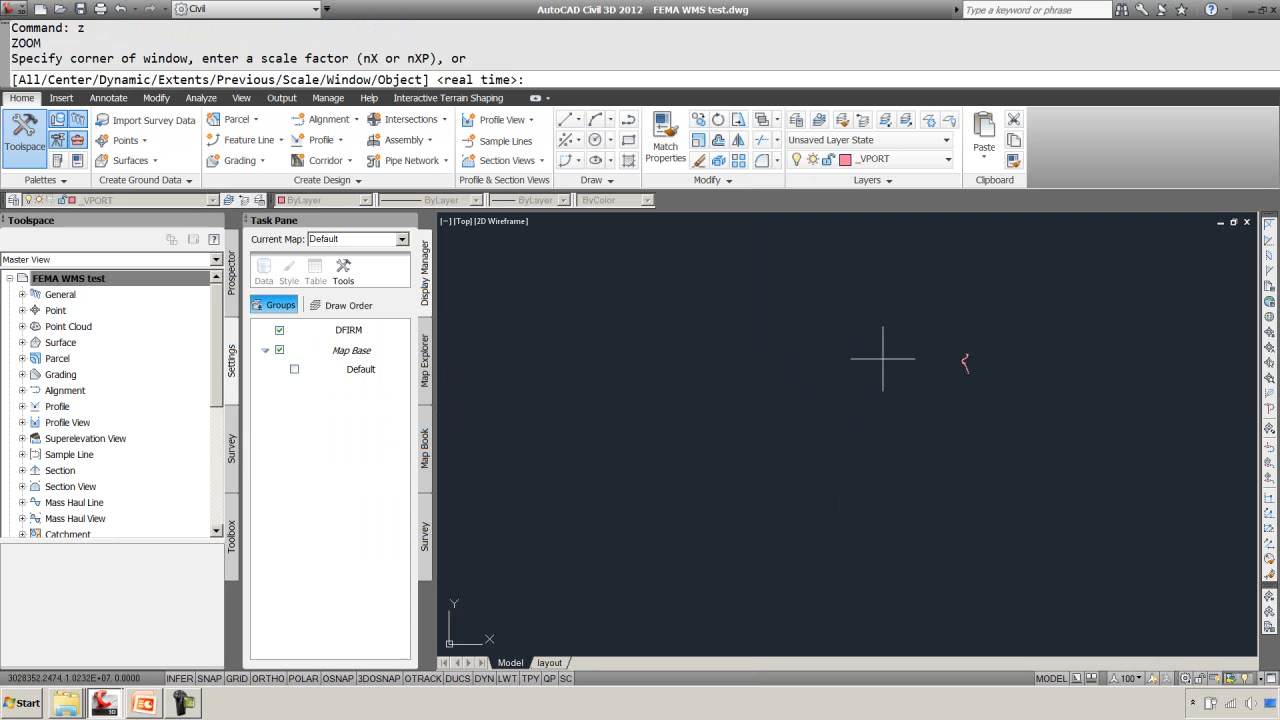 Civil
AutoCAD Civil 3D 2012 FEMA WMS test.dwg
Type a keyword or phrase
Command: z
ZOOM
Specify corner of window, enter a scale factor (nX or nXP), or
[All/Center/Dynamic/Extents/Previous/Scale/Window/Object] <real time>:
Home Insert Annotate Modify Analyze View Output Manage Help Interactive Terrain Shaping
Toolspace
Import Survey Data
Points
Surfaces
Parcel
Feature Line
Grading
Alignment
Profile
Corridor
Intersections
Assembly
Pipe Network
Profile View
Sample Lines
Section Views
Match
Properties
Unsaved Layer State
_VPORT
Paste
Palettes Create Ground Data Create Design Profile & Section Views Draw Modify Layers Clipboard
_VPORT ByLayer ByLayer ByLayer ByColor
Toolspace
Master View
FEMA WMS test
General
Point
Point Cloud
Surface
Parcel
Grading
Alignment
Profile
Profile View
Superelevation View
Sample Line
Section
Section View
Mass Haul Line
Mass Haul View
Catchment
Prospector
Settings
Survey
Toolbox
Task Pane
Current Map: Default
Data Style Table Tools
Groups Draw Order
DFIRM
Map Base
Default
Display Manager
Map Explorer
Map Book
Survey
[−] [Top] [2D Wireframe]
Y
X
Model layout
3028352.2474, 1.0232E+07, 0.0000 INFER SNAP GRID ORTHO POLAR OSNAP 3DOSNAP OTRACK DUCS DYN LWT TPY QP SC MODEL 100
Start